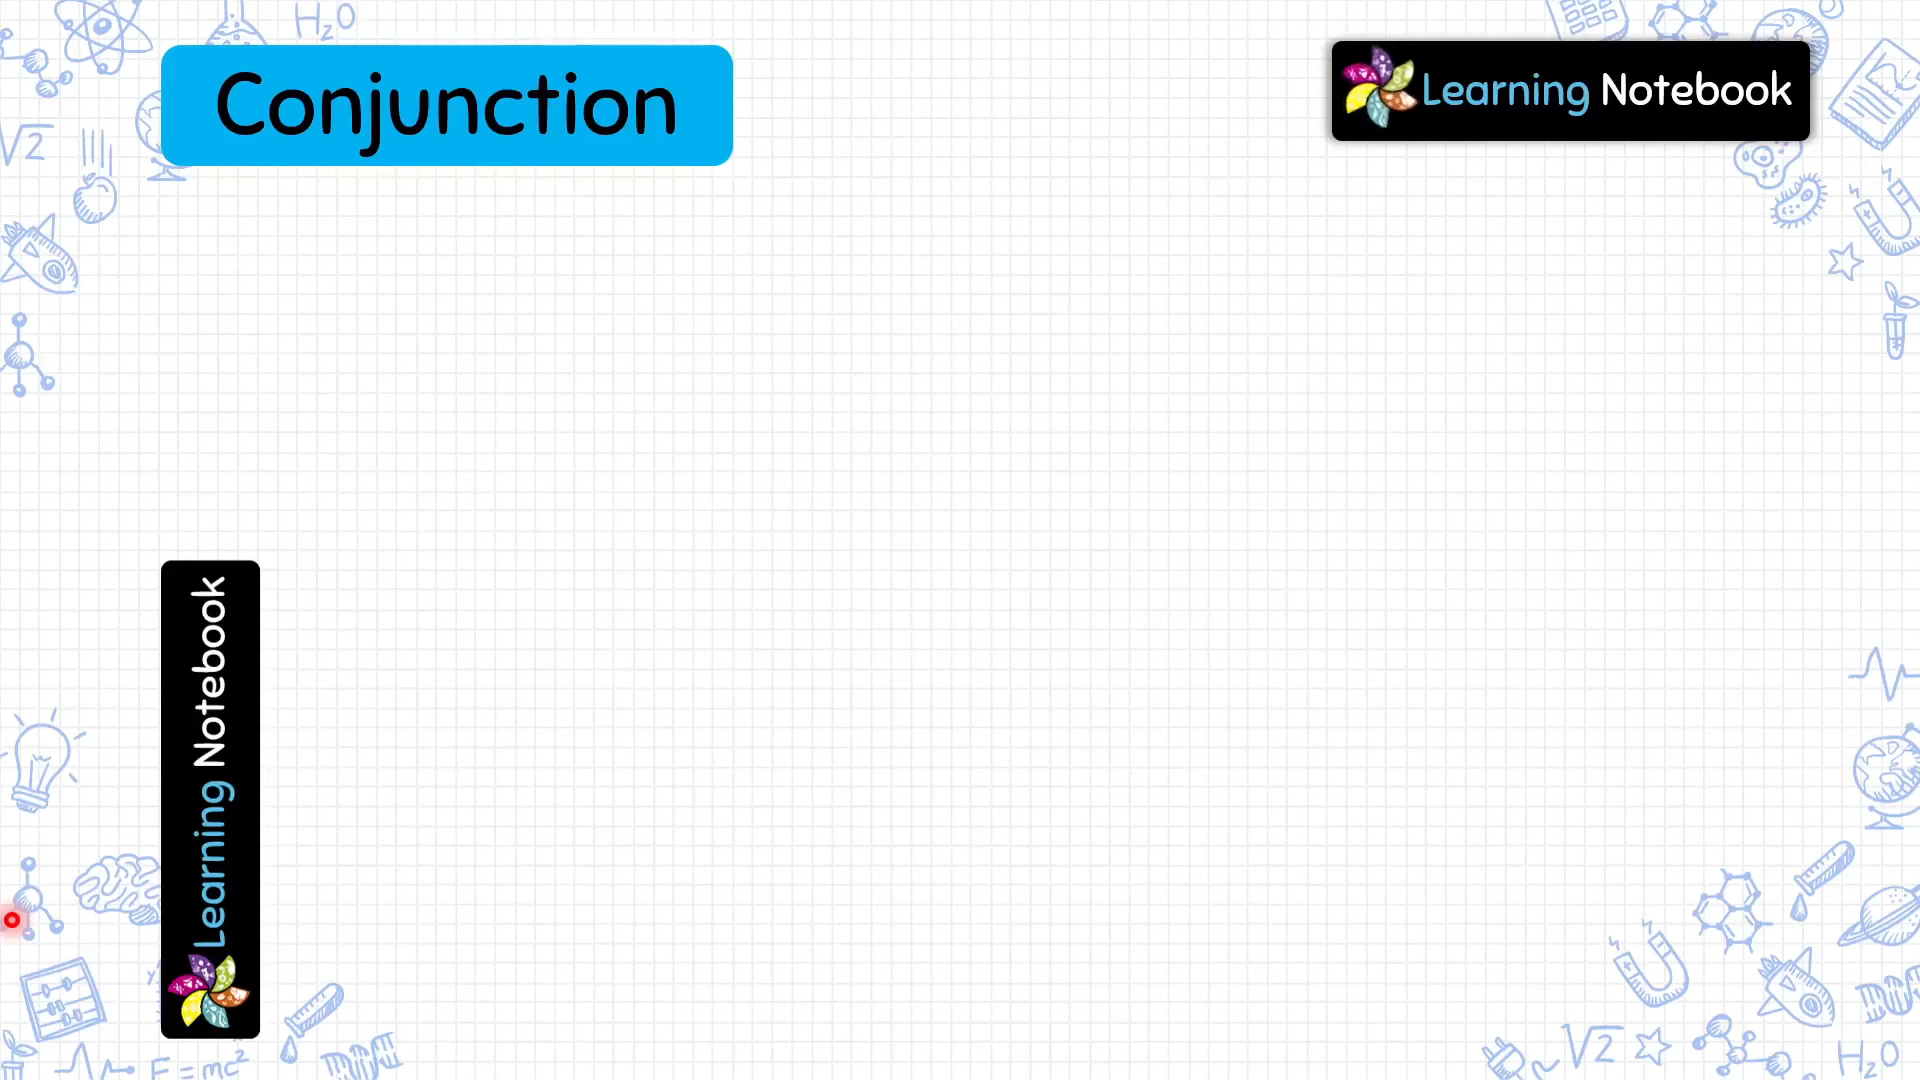 H₂O
Conjunction
Learning Notebook
√2
Learning Notebook
F=mc²
√2
H₂O